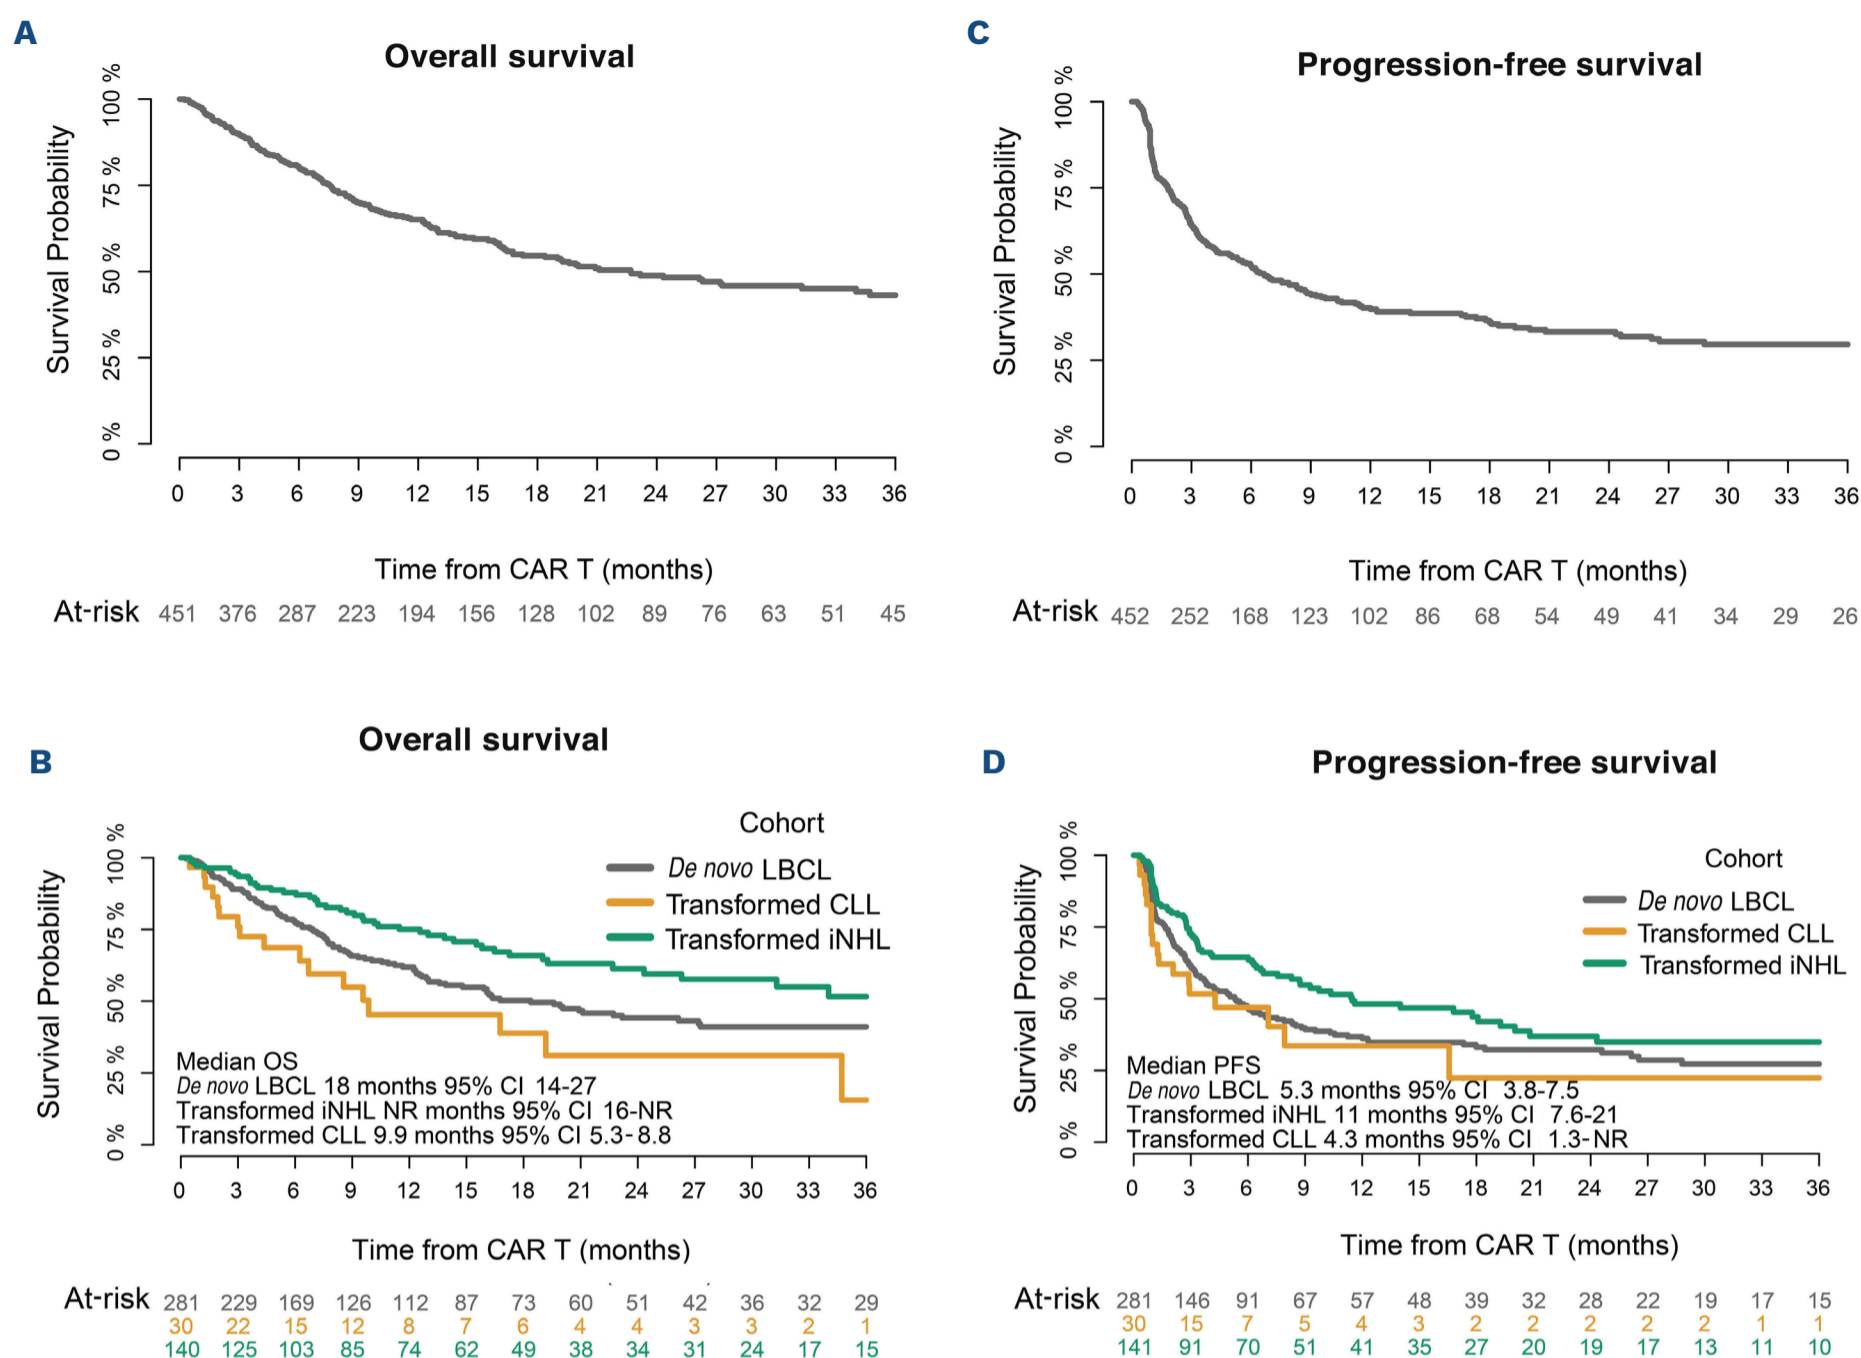 A
Overall survival
Survival Probability
100 %
75 %
50 %
25 %
0 %
0 3 6 9 12 15 18 21 24 27 30 33 36
Time from CAR T (months)
At-risk 451 376 287 223 194 156 128 102 89 76 63 51 45
C
Progression-free survival
Survival Probability
100 %
75 %
50 %
25 %
0 %
0 3 6 9 12 15 18 21 24 27 30 33 36
Time from CAR T (months)
At-risk 452 252 168 123 102 86 68 54 49 41 34 29 26
B
Overall survival
Survival Probability
100 %
75 %
50 %
25 %
0 %
Cohort
De novo LBCL
Transformed CLL
Transformed iNHL
Median OS
De novo LBCL 18 months 95% CI 14-27
Transformed iNHL NR months 95% CI 16-NR
Transformed CLL 9.9 months 95% CI 5.3-8.8
0 3 6 9 12 15 18 21 24 27 30 33 36
Time from CAR T (months)
At-risk 281 229 169 126 112 87 73 60 51 42 36 32 29
30 22 15 12 8 7 6 4 4 3 3 2 1
140 125 103 85 74 62 49 38 34 31 24 17 15
D
Progression-free survival
Survival Probability
100 %
75 %
50 %
25 %
0 %
Cohort
De novo LBCL
Transformed CLL
Transformed iNHL
Median PFS
De novo LBCL 5.3 months 95% CI 3.8-7.5
Transformed iNHL 11 months 95% CI 7.6-21
Transformed CLL 4.3 months 95% CI 1.3-NR
0 3 6 9 12 15 18 21 24 27 30 33 36
Time from CAR T (months)
At-risk 281 146 91 67 57 48 39 32 28 22 19 17 15
30 15 7 5 4 3 2 2 2 2 2 1 1
141 91 70 51 41 35 27 20 19 17 13 11 10